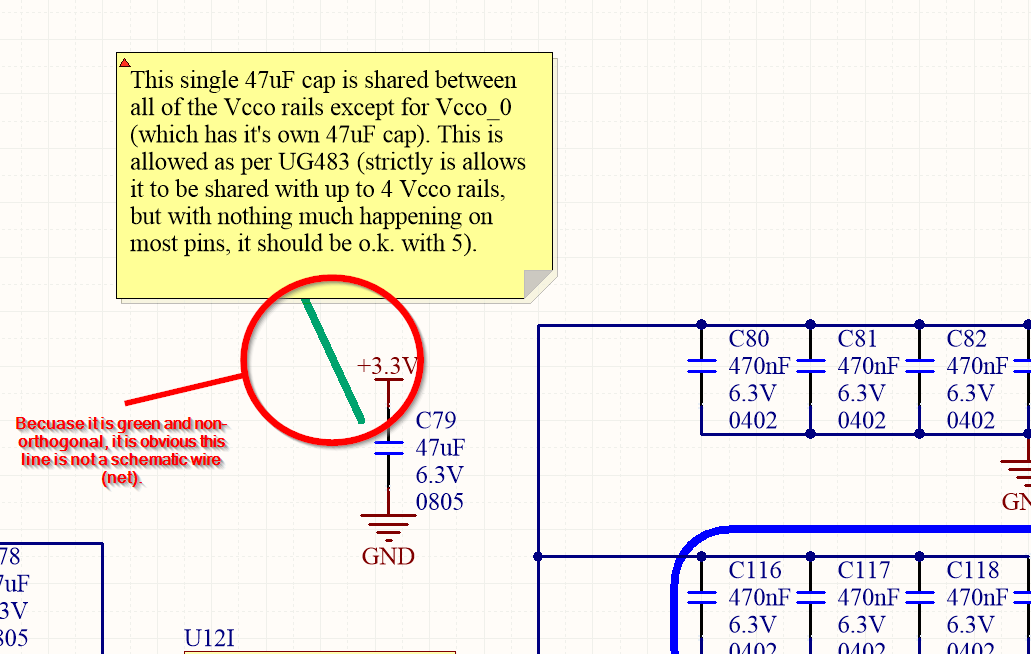 This single 47uF cap is shared between
all of the Vcco rails except for Vcco_0
(which has it's own 47uF cap). This is
allowed as per UG483 (strictly is allows
it to be shared with up to 4 Vcco rails,
but with nothing much happening on
most pins, it should be o.k. with 5).
+3.3V
C79
47uF
6.3V
0805
GND
Becuase it is green and non-
orthogonal, it is obvious this
line is not a schematic wire
(net).
C80
470nF
6.3V
0402
C81
470nF
6.3V
0402
C82
470nF
6.3V
0402
GN
78
7uF
3V
805
U12I
C116
470nF
6.3V
0402
C117
470nF
6.3V
0402
C118
470nF
6.3V
0402